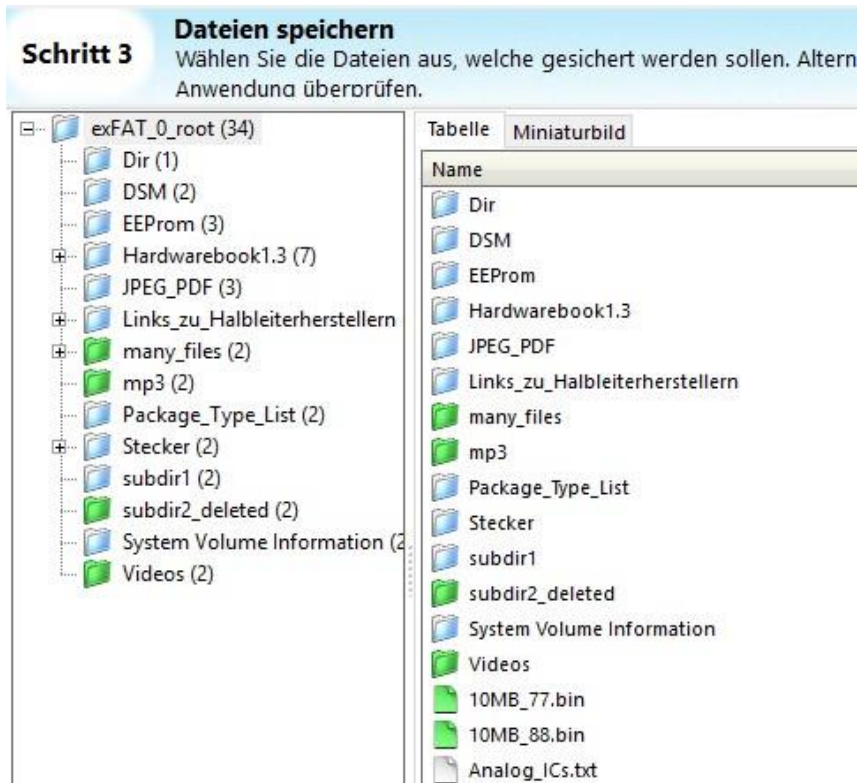 Schritt 3
Dateien speichern
Wählen Sie die Dateien aus, welche gesichert werden sollen. Altern
Anwendung überprüfen.
exFAT_0_root (34)
Dir (1)
DSM (2)
EEProm (3)
Hardwarebook1.3 (7)
JPEG_PDF (3)
Links_zu_Halbleiterherstellern
many_files (2)
mp3 (2)
Package_Type_List (2)
Stecker (2)
subdir1 (2)
subdir2_deleted (2)
System Volume Information (2
Videos (2)
Tabelle
Miniaturbild
Name
Dir
DSM
EEProm
Hardwarebook1.3
JPEG_PDF
Links_zu_Halbleiterherstellern
many_files
mp3
Package_Type_List
Stecker
subdir1
subdir2_deleted
System Volume Information
Videos
10MB_77.bin
10MB_88.bin
Analog_ICs.txt